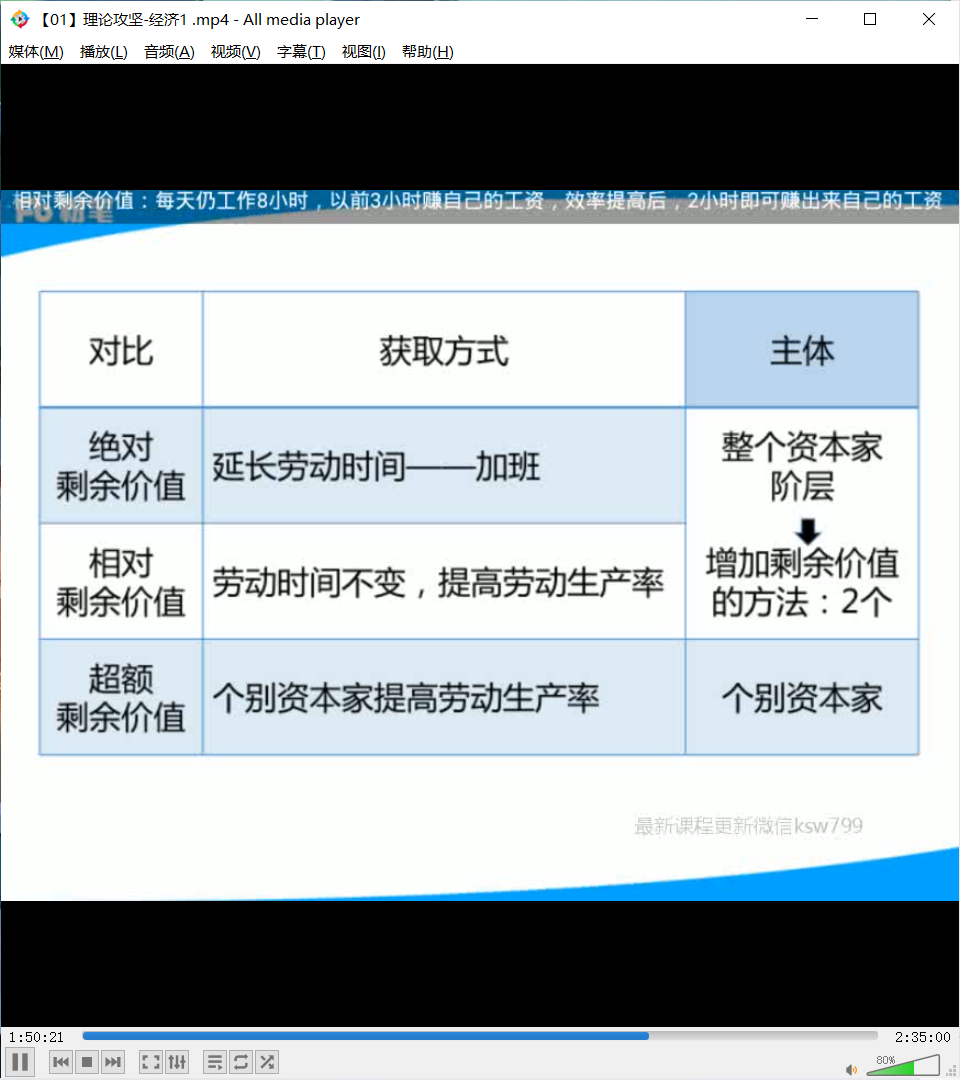 【01】理论攻坚-经济1 .mp4 - All media player
媒体(M) 播放(L) 音频(A) 视频(V) 字幕(T) 视图(I) 帮助(H)
相对剩余价值：每天仍工作8小时，以前3小时赚自己的工资，效率提高后，2小时即可赚出来自己的工资
粉笔
对比 获取方式 主体
绝对
剩余价值
延长劳动时间——加班
整个资本家
阶层
增加剩余价值
的方法：2个
相对
剩余价值
劳动时间不变，提高劳动生产率
超额
剩余价值
个别资本家提高劳动生产率
个别资本家
最新课程更新微信ksw799
1:50:21 2:35:00
80%